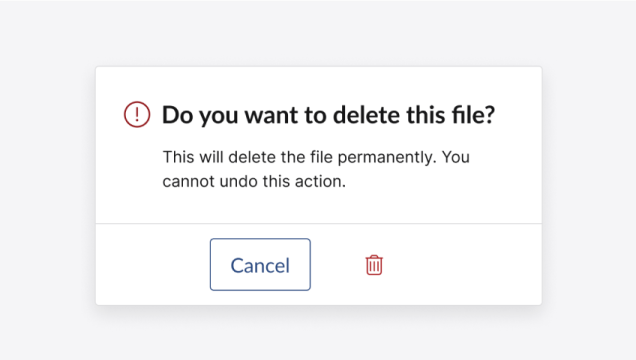 Do you want to delete this file?
This will delete the file permanently. You
cannot undo this action.
Cancel